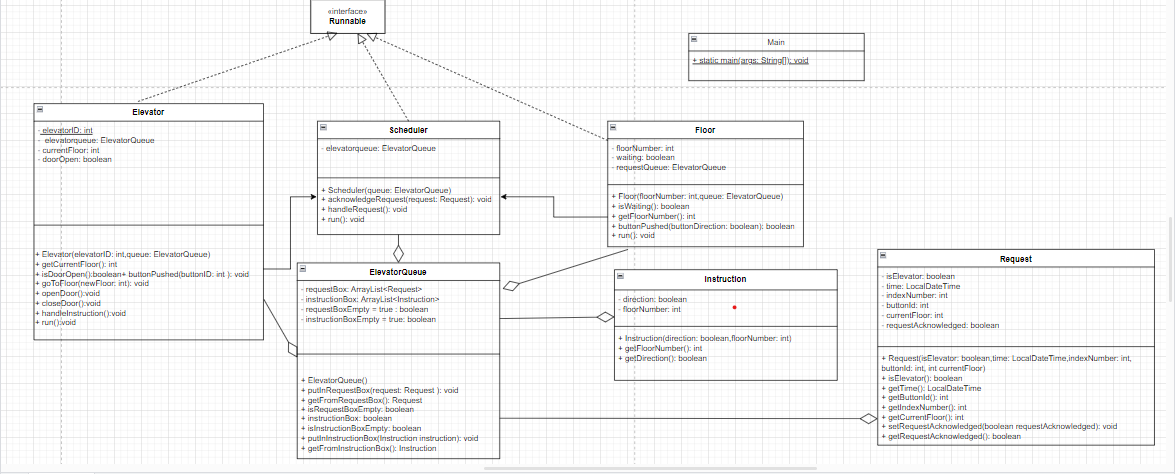 «interface»
Runnable
Main
+ static main(args: String[]): void
Elevator
- elevatorID: int
- elevatorqueue: ElevatorQueue
- currentFloor: int
- doorOpen: boolean
+ Elevator(elevatorID: int,queue: ElevatorQueue)
+ getCurrentFloor(): int
+ isDoorOpen():boolean+ buttonPushed(buttonID: int ): void
+ goToFloor(newFloor: int): void
+ openDoor():void
+ closeDoor():void
+ handleInstruction():void
+ run():void
Scheduler
- elevatorqueue: ElevatorQueue
+ Scheduler(queue: ElevatorQueue)
+ acknowledgeRequest(request: Request): void
+ handleRequest(): void
+ run(): void
Floor
- floorNumber: int
- waiting: boolean
- requestQueue: ElevatorQueue
+ Floor(floorNumber: int,queue: ElevatorQueue)
+ isWaiting(): boolean
+ getFloorNumber(): int
+ buttonPushed(buttonDirection: boolean): boolean
+ run(): void
ElevatorQueue
- requestBox: ArrayList<Request>
- instructionBox: ArrayList<Instruction>
- requestBoxEmpty = true : boolean
- instructionBoxEmpty = true: boolean
+ ElevatorQueue()
+ putInRequestBox(request: Request ): void
+ getFromRequestBox(): Request
+ isRequestBoxEmpty: boolean
+ instructionBox: boolean
+ isInstructionBoxEmpty: boolean
+ putInInstructionBox(Instruction instruction): void
+ getFromInstructionBox(): Instruction
Instruction
- direction: boolean
- floorNumber: int
+ Instruction(direction: boolean,floorNumber: int)
+ getFloorNumber(): int
+ getDirection(): boolean
Request
- isElevator: boolean
- time: LocalDateTime
- indexNumber: int
- buttonId: int
- currentFloor: int
- requestAcknowledged: boolean
+ Request(isElevator: boolean,time: LocalDateTime,indexNumber: int,
buttonId: int, int currentFloor)
+ isElevator(): boolean
+ getTime(): LocalDateTime
+ getButtonId(): int
+ getIndexNumber(): int
+ getCurrentFloor(): int
+ setRequestAcknowledged(boolean requestAcknowledged): void
+ getRequestAcknowledged(): boolean